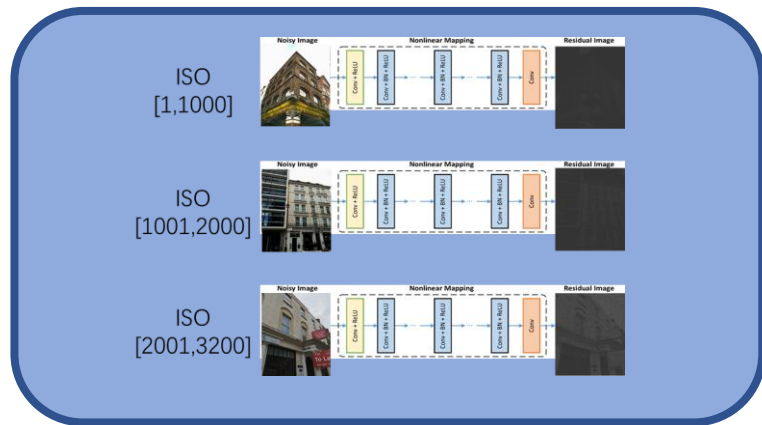 Noisy Image
Nonlinear Mapping
Residual Image
ISO
[1,1000]
Conv + ReLU
Conv + BN + ReLU
Conv + BN + ReLU
Conv + BN + ReLU
Conv
Noisy Image
Nonlinear Mapping
Residual Image
ISO
[1001,2000]
Conv + ReLU
Conv + BN + ReLU
Conv + BN + ReLU
Conv + BN + ReLU
Conv
Noisy Image
Nonlinear Mapping
Residual Image
ISO
[2001,3200]
Conv + ReLU
Conv + BN + ReLU
Conv + BN + ReLU
Conv + BN + ReLU
Conv
To